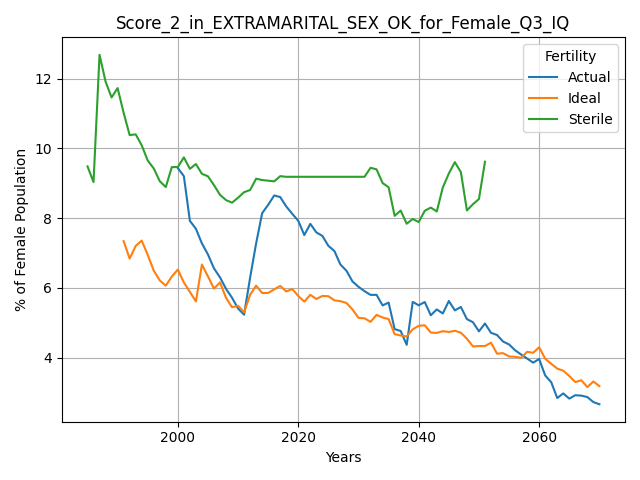 Score_2_in_EXTRAMARITAL_SEX_OK_for_Female_Q3_IQ
Fertility
Actual
Ideal
Sterile
% of Female Population
12
10
8
6
4
2000
2020
2040
2060
Years